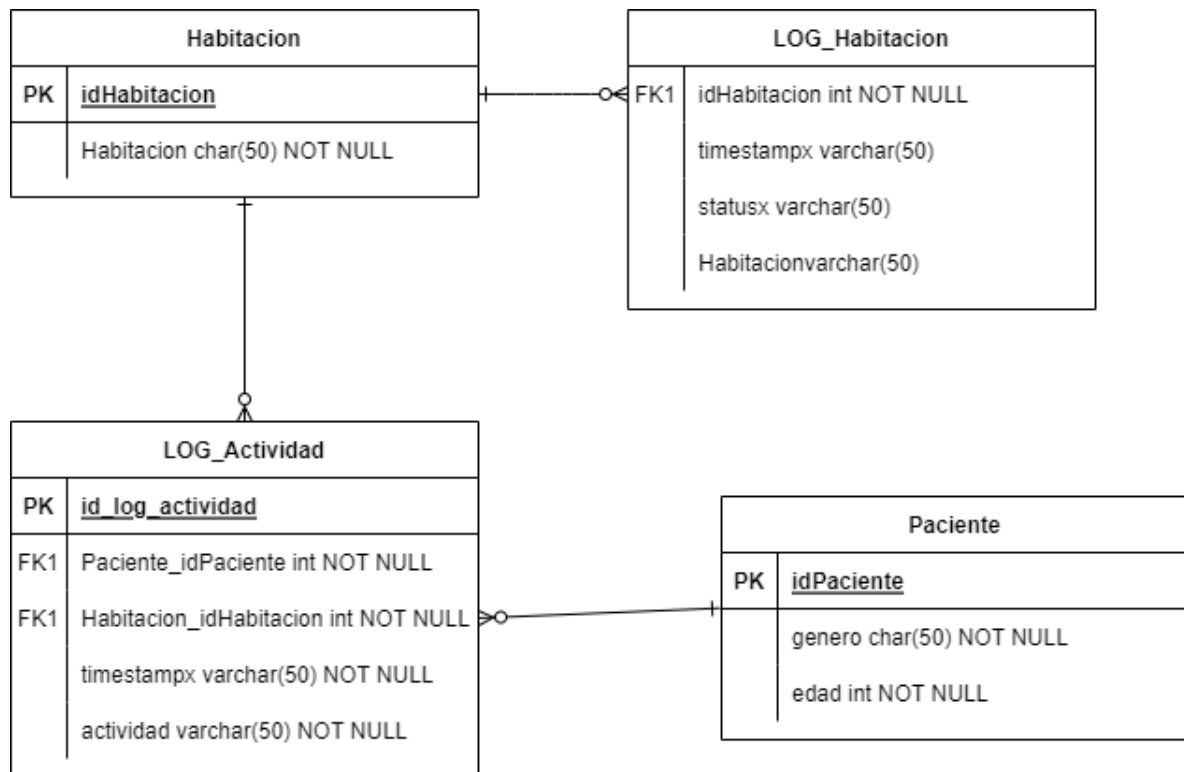 Habitacion
PK idHabitacion
Habitacion char(50) NOT NULL
LOG_Habitacion
FK1 idHabitacion int NOT NULL
timestampx varchar(50)
statusx varchar(50)
Habitacionvarchar(50)
LOG_Actividad
PK id_log_actividad
FK1 Paciente_idPaciente int NOT NULL
FK1 Habitacion_idHabitacion int NOT NULL
timestampx varchar(50) NOT NULL
actividad varchar(50) NOT NULL
Paciente
PK idPaciente
genero char(50) NOT NULL
edad int NOT NULL